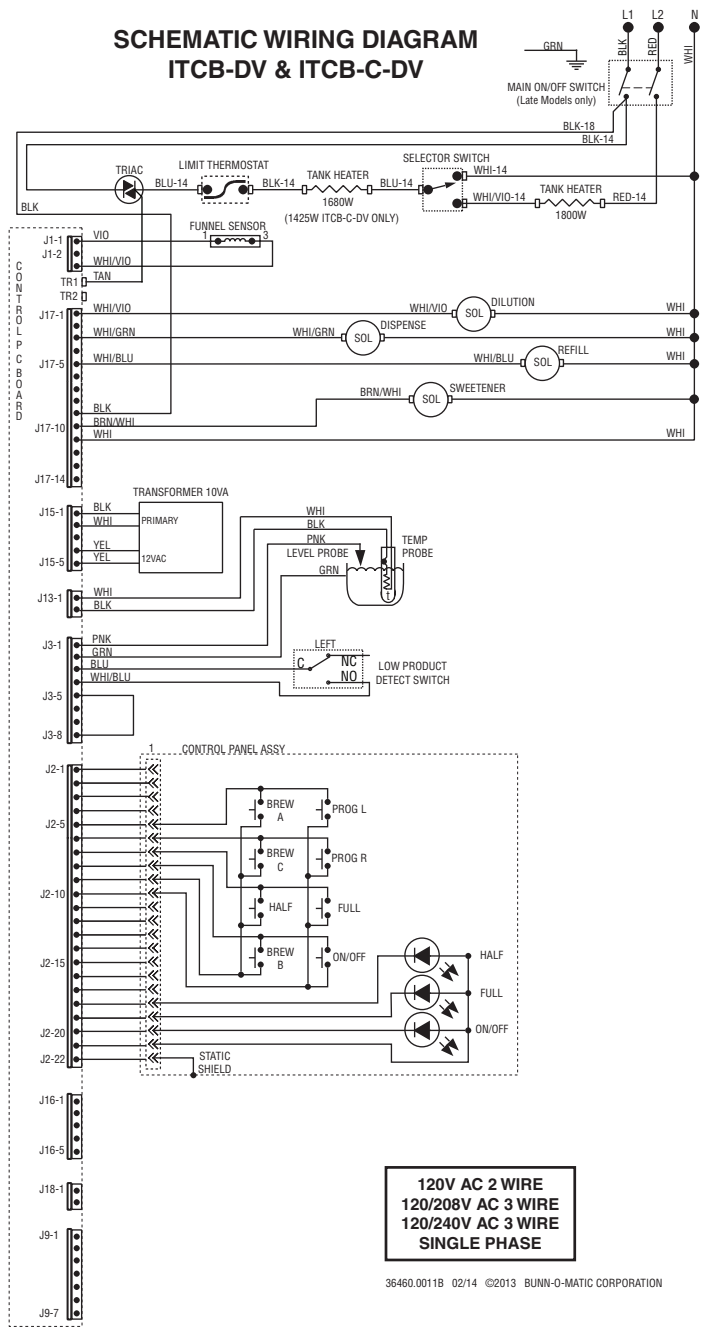 SCHEMATIC WIRING DIAGRAM
ITCB-DV & ITCB-C-DV
L1 L2 N
GRN
BLK
RED
WHI
MAIN ON/OFF SWITCH
(Late Models only)
BLK-18
BLK-14
TRIAC
LIMIT THERMOSTAT
SELECTOR SWITCH
WHI-14
BLU-14
BLK-14
TANK HEATER
1680W
(1425W ITCB-C-DV ONLY)
BLU-14
WHI/VIO-14
TANK HEATER
1800W
RED-14
BLK
CONTROL PC BOARD
J1-1
VIO
FUNNEL SENSOR
1
3
J1-2
WHI/VIO
TR1
TAN
TR2
J17-1
WHI/VIO
WHI/VIO
SOL
DILUTION
WHI
WHI/GRN
WHI/GRN
SOL
DISPENSE
WHI
J17-5
WHI/BLU
WHI/BLU
SOL
REFILL
WHI
BLK
BRN/WHI
SOL
SWEETENER
J17-10
BRN/WHI
WHI
WHI
J17-14
TRANSFORMER 10VA
J15-1
BLK
WHI
PRIMARY
YEL
12VAC
J15-5
YEL
WHI
BLK
PNK
LEVEL PROBE
TEMP
PROBE
GRN
t
J13-1
WHI
BLK
J3-1
PNK
GRN
BLU
WHI/BLU
J3-5
J3-8
LEFT
C
NC
NO
LOW PRODUCT
DETECT SWITCH
1
CONTROL PANEL ASSY
J2-1
J2-5
J2-10
J2-15
J2-20
J2-22
BREW
A
PROG L
BREW
C
PROG R
HALF
FULL
BREW
B
ON/OFF
HALF
FULL
ON/OFF
STATIC
SHIELD
J16-1
J16-5
J18-1
J9-1
J9-7
120V AC 2 WIRE
120/208V AC 3 WIRE
120/240V AC 3 WIRE
SINGLE PHASE
36460.0011B 02/14 ©2013 BUNN-O-MATIC CORPORATION